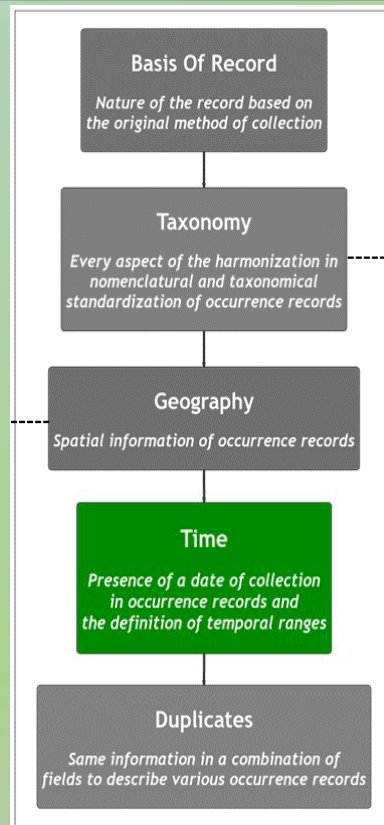 Basis Of Record
Nature of the record based on
the original method of collection
Taxonomy
Every aspect of the harmonization in
nomenclatural and taxonomical
standardization of occurrence records
Geography
Spatial information of occurrence records
Time
Presence of a date of collection
in occurrence records and
the definition of temporal ranges
Duplicates
Same information in a combination of
fields to describe various occurrence records